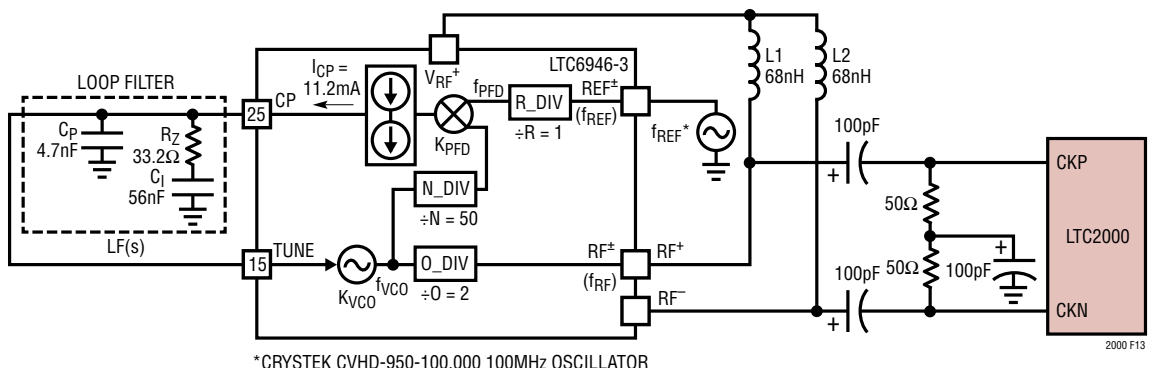 LOOP FILTER
C_P
4.7nF
R_Z
33.2Ω
C_I
56nF
LF(s)
25
CP
I_CP =
11.2mA
V_RF+
LTC6946-3
f_PFD
K_PFD
R_DIV
÷R = 1
REF±
(f_REF)
f_REF*
N_DIV
÷N = 50
15
TUNE
K_VCO
f_VCO
O_DIV
÷O = 2
RF±
(f_RF)
RF+
RF–
L1
68nH
L2
68nH
100pF
+
50Ω
50Ω
100pF
+
100pF
+
CKP
LTC2000
CKN
2000 F13
*CRYSTEK CVHD-950-100.000 100MHz OSCILLATOR